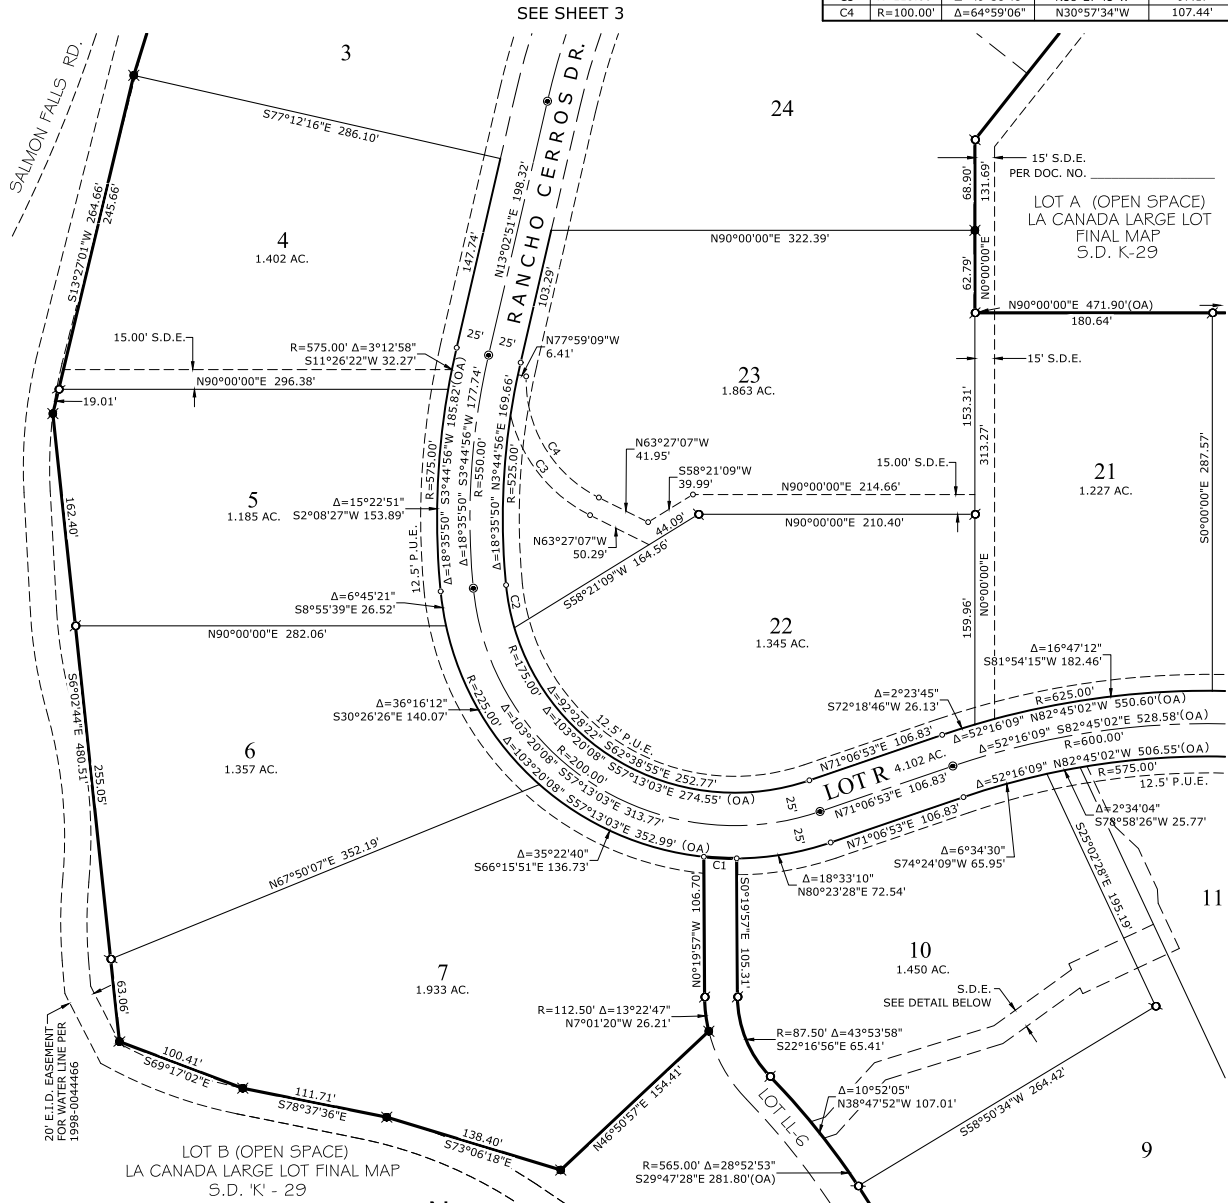 SEE SHEET 3
C4 R=100.00' Δ=64°59'06" N30°57'34"W 107.44'
SALMON FALLS RD.
3
S77°12'16"E 286.10'
RANCHO CERROS DR.
24
S13°27'01"W 264.66'
245.66'
4
1.402 AC.
147.74'
N13°02'51"E 198.32'
103.29'
N90°00'00"E 322.39'
68.90'
131.69'
15' S.D.E.
PER DOC. NO.
LOT A (OPEN SPACE)
LA CANADA LARGE LOT
FINAL MAP
S.D. K-29
62.79'
N0°00'00"E
N90°00'00"E 471.90'(OA)
180.64'
15.00' S.D.E.
R=575.00' Δ=3°12'58"
S11°26'22"W 32.27'
25'
25'
N77°59'09"W
6.41'
N90°00'00"E 296.38'
19.01'
23
1.863 AC.
15' S.D.E.
153.31'
313.27'
R=575.00'
Δ=18°35'50" S3°44'56"W 185.82'(OA)
Δ=18°35'50" S3°44'56"W 177.74'
R=550.00'
Δ=18°35'50" N3°44'56"E 169.66'
R=525.00'
C4
C3
N63°27'07"W
41.95'
S58°21'09"W
39.99'
15.00' S.D.E.
N90°00'00"E 214.66'
N90°00'00"E 210.40'
21
1.227 AC.
S0°00'00"E 287.57'
162.40'
5
1.185 AC.
Δ=15°22'51"
S2°08'27"W 153.89'
12.5' P.U.E.
N63°27'07"W
50.29'
44.09'
S58°21'09"W 164.56'
Δ=6°45'21"
S8°55'39"E 26.52'
C2
N90°00'00"E 282.06'
22
1.345 AC.
159.96'
N0°00'00"E
Δ=16°47'12"
S81°54'15"W 182.46'
S6°02'44"E 480.51'
255.05'
Δ=36°16'12"
S30°26'26"E 140.07'
R=225.00'
R=175.00'
Δ=92°28'22" S62°38'55"E 252.77'
12.5' P.U.E.
Δ=103°20'08" S57°13'03"E 274.55' (OA)
R=200.00'
Δ=103°20'08" S57°13'03"E 313.77'
Δ=103°20'08" S57°13'03"E 352.99' (OA)
Δ=2°23'45"
S72°18'46"W 26.13'
R=625.00'
Δ=52°16'09" N82°45'02"W 550.60'(OA)
Δ=52°16'09" S82°45'02"E 528.58'(OA)
R=600.00'
Δ=52°16'09" N82°45'02"W 506.55'(OA)
R=575.00'
12.5' P.U.E.
N71°06'53"E 106.83'
LOT R 4.102 AC.
N71°06'53"E 106.83'
N71°06'53"E 106.83'
25'
25'
6
1.357 AC.
N67°50'07"E 352.19'
Δ=35°22'40"
S66°15'51"E 136.73'
C1
Δ=18°33'10"
N80°23'28"E 72.54'
Δ=6°34'30"
S74°24'09"W 65.95'
Δ=2°34'04"
S78°58'26"W 25.77'
S25°02'28"E 195.19'
11
N0°19'57"W 106.70'
S0°19'57"E 105.31'
63.06'
7
1.933 AC.
10
1.450 AC.
S.D.E.
SEE DETAIL BELOW
R=112.50' Δ=13°22'47"
N7°01'20"W 26.21'
R=87.50' Δ=43°53'58"
S22°16'56"E 65.41'
20' E.I.D. EASEMENT
FOR WATER LINE PER
1998-0044466
100.41'
S69°17'02"E
111.71'
S78°37'36"E
138.40'
S73°06'18"E
N46°50'57"E 154.41'
LOT LL-6
Δ=10°52'05"
N38°47'52"W 107.01'
S58°50'34"W 264.42'
R=565.00' Δ=28°52'53"
S29°47'28"E 281.80'(OA)
LOT B (OPEN SPACE)
LA CANADA LARGE LOT FINAL MAP
S.D. 'K' - 29
9